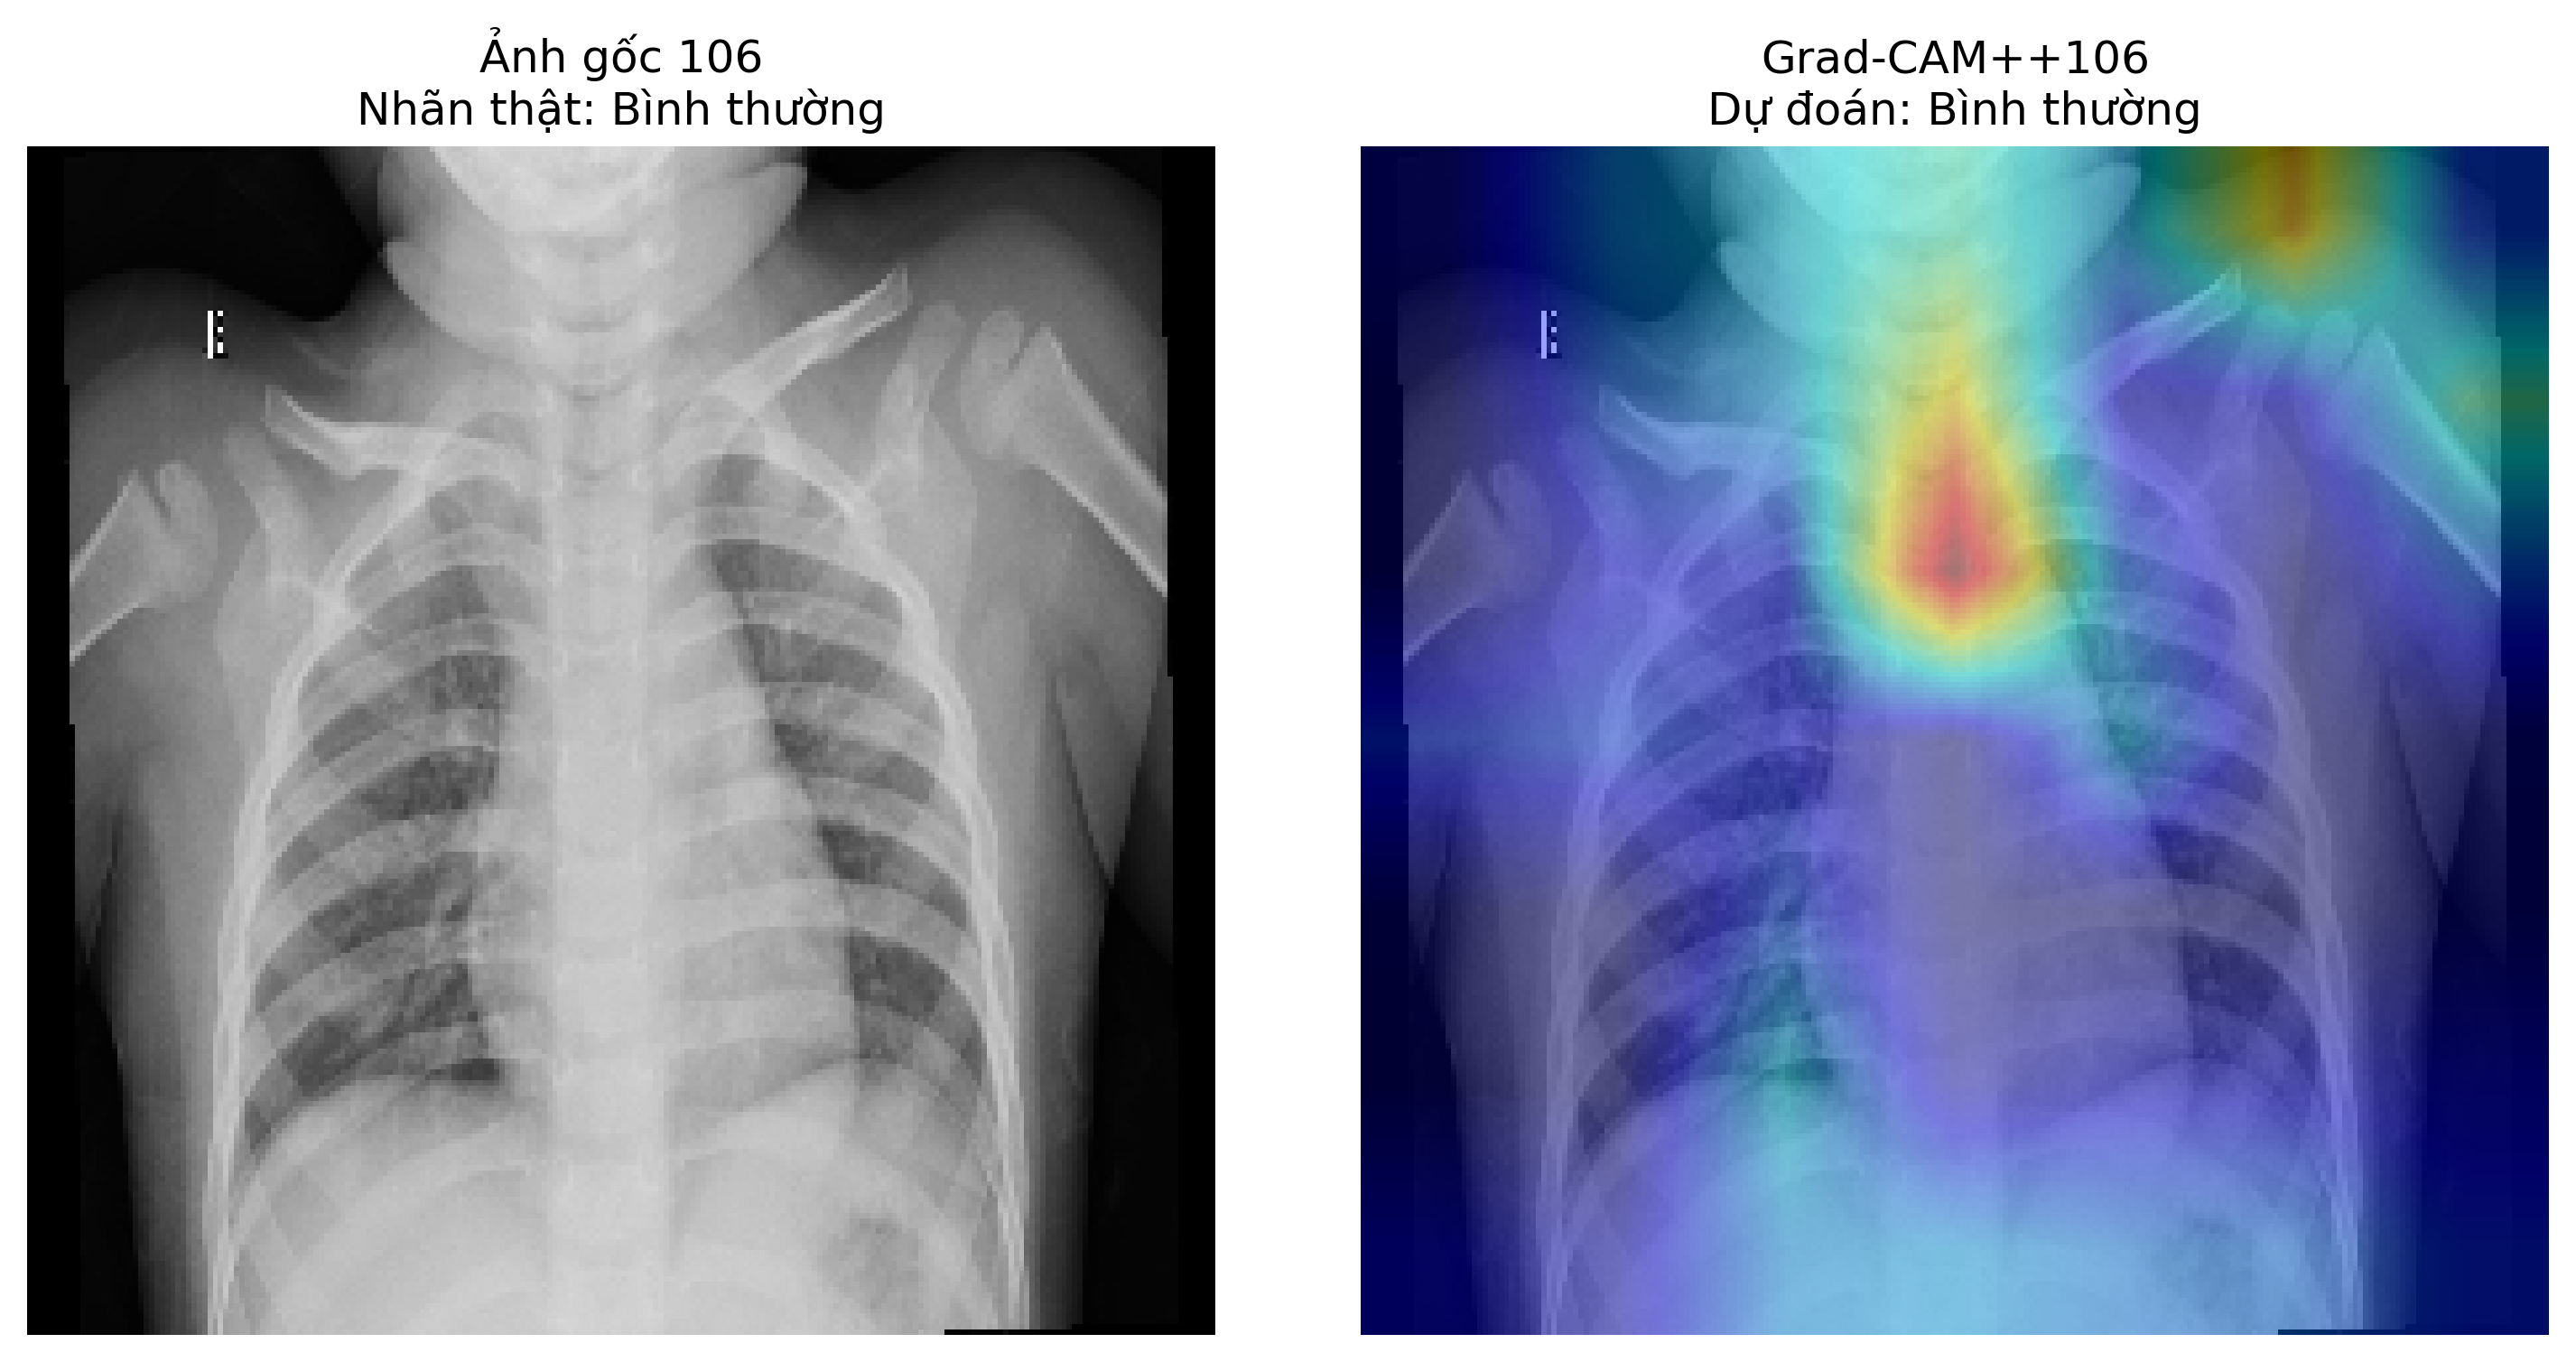 Ảnh gốc 106
Nhãn thật: Bình thường
Grad-CAM++106
Dự đoán: Bình thường